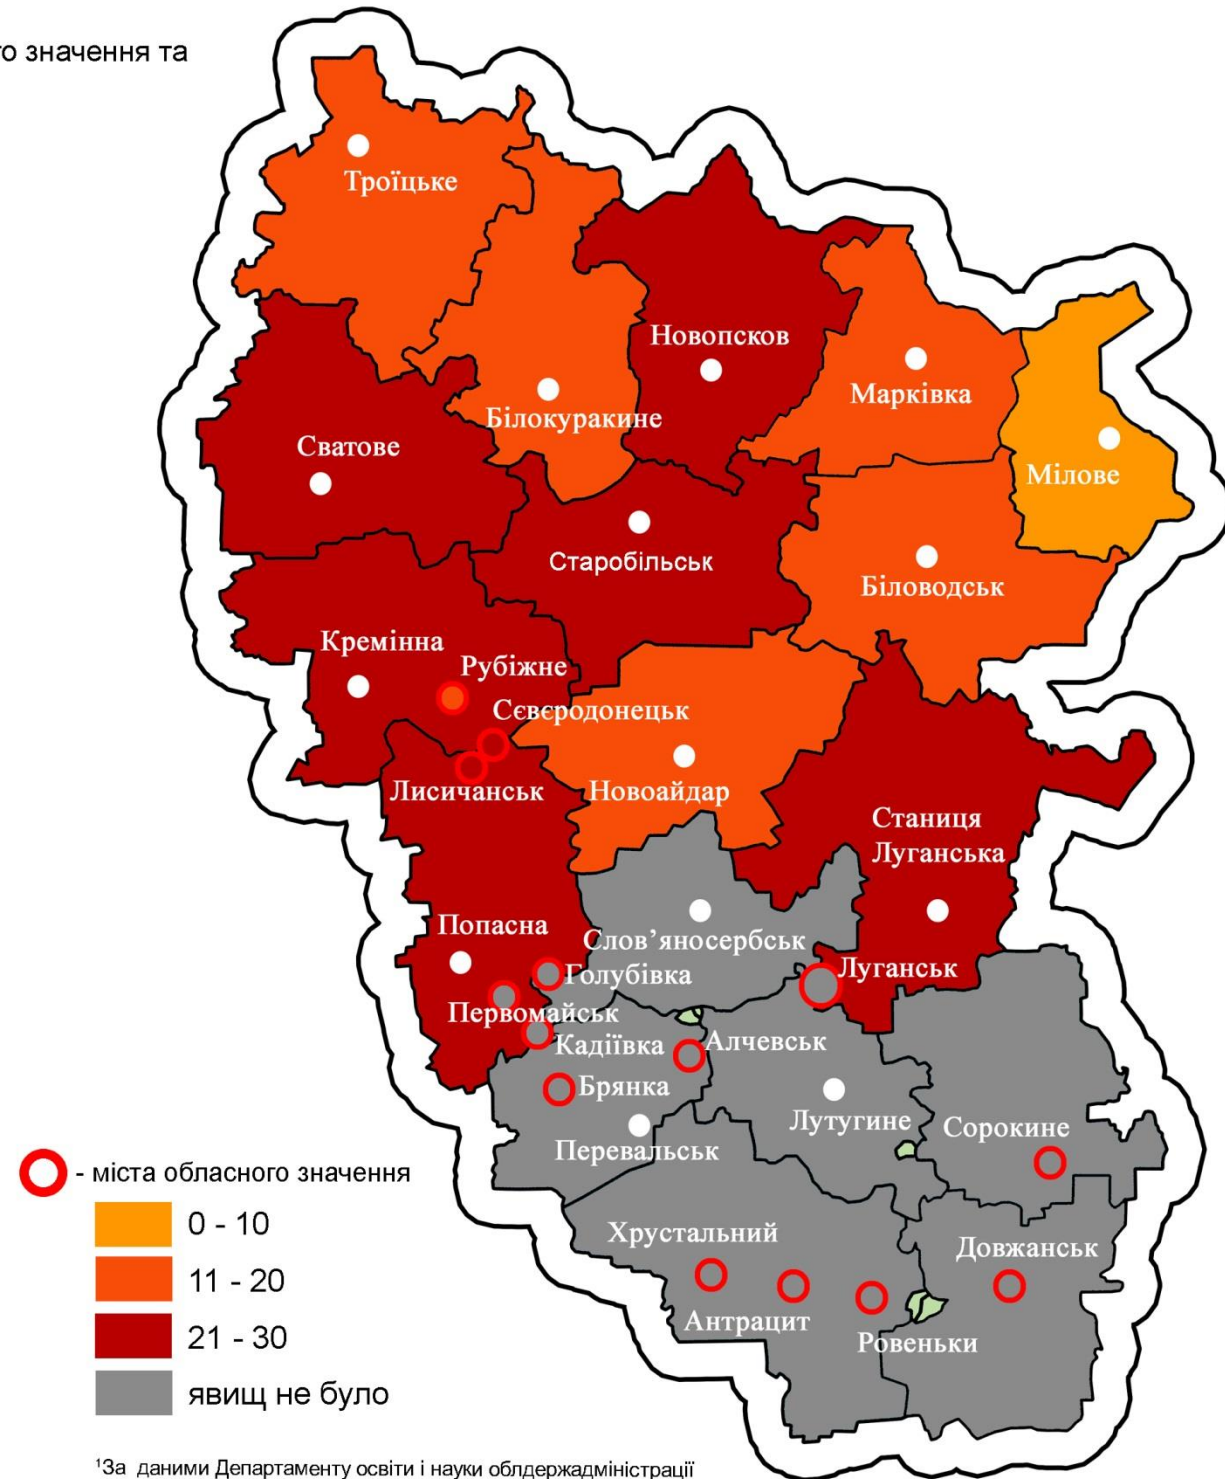 го значення та
Троїцьке
Новопсков
Марківка
Білокуракине
Сватове
Мілове
Старобільськ
Біловодськ
Кремінна
Рубіжне
Сєвєродонецьк
Лисичанськ
Новоайдар
Станиця
Луганська
Попасна
Слов’яносербськ
Голубівка
Луганськ
Первомайськ
Кадіївка
Алчевськ
Брянка
Лутугине
Сорокине
Перевальськ
- міста обласного значення
0 - 10
Хрустальний
Довжанськ
11 - 20
Антрацит
21 - 30
Ровеньки
явищ не було
¹За даними Департаменту освіти і науки облдержадміністрації